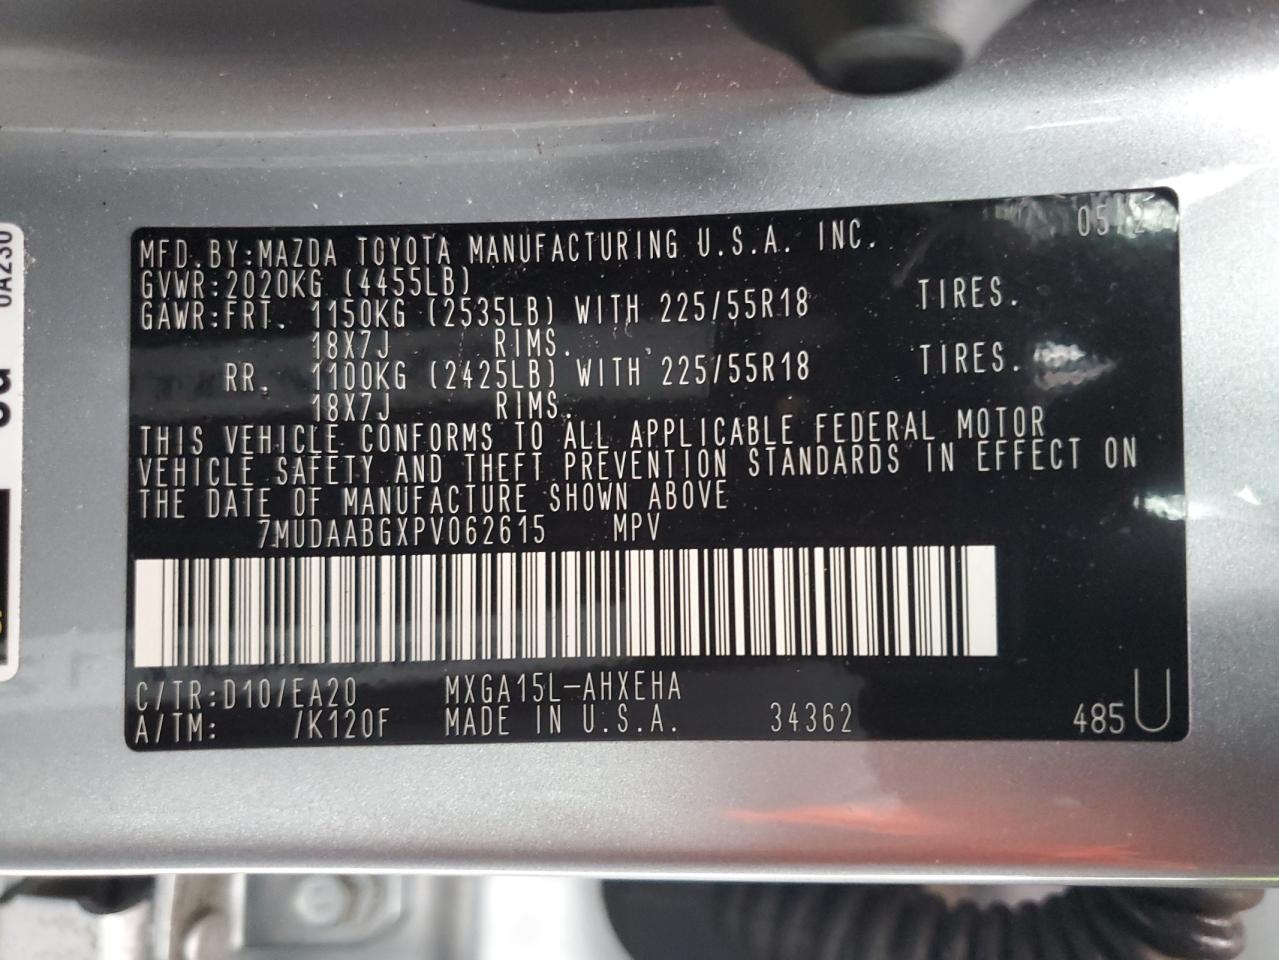 MFD.BY:MAZDA TOYOTA MANUFACTURING U.S.A. INC.
GVWR:2020KG (4455LB)
GAWR:FRT. 1150KG (2535LB) WITH 225/55R18 TIRES.
18X7J RIMS.
RR. 1100KG (2425LB) WITH 225/55R18 TIRES.
18X7J RIMS.
THIS VEHICLE CONFORMS TO ALL APPLICABLE FEDERAL MOTOR
VEHICLE SAFETY AND THEFT PREVENTION STANDARDS IN EFFECT ON
THE DATE OF MANUFACTURE SHOWN ABOVE
7MUDAABGXPV062615 MPV
C/TR:D10/EA20 MXGA15L-AHXEHA
A/TM: /K120F MADE IN U.S.A. 34362 485 U
0A230